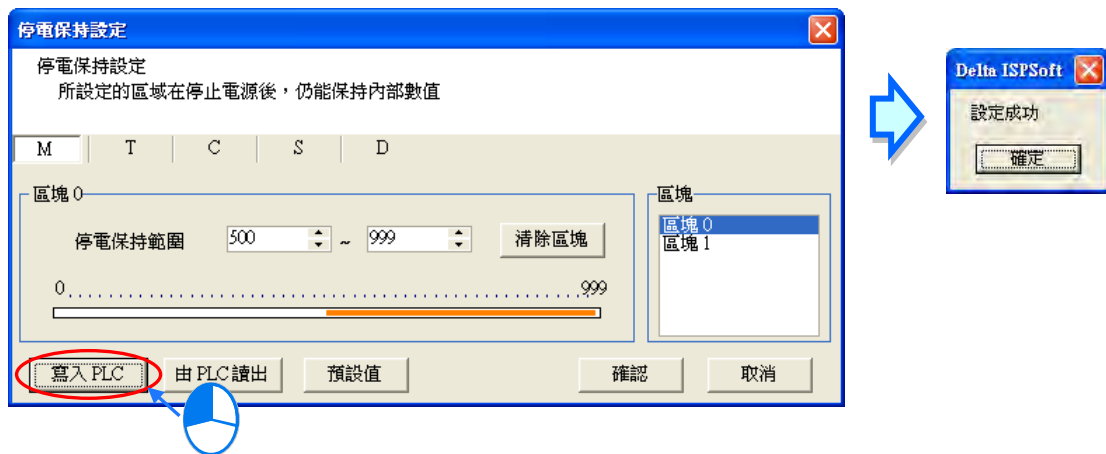 停電保持設定
停電保持設定
所設定的區域在停止電源後，仍能保持內部數值
M T C S D
區塊 0
停電保持範圍 500 ~ 999 清除區塊
0 999
區塊
區塊 0
區塊 1
寫入 PLC 由 PLC 讀出 預設值 確認 取消
Delta ISPSoft
設定成功
確定